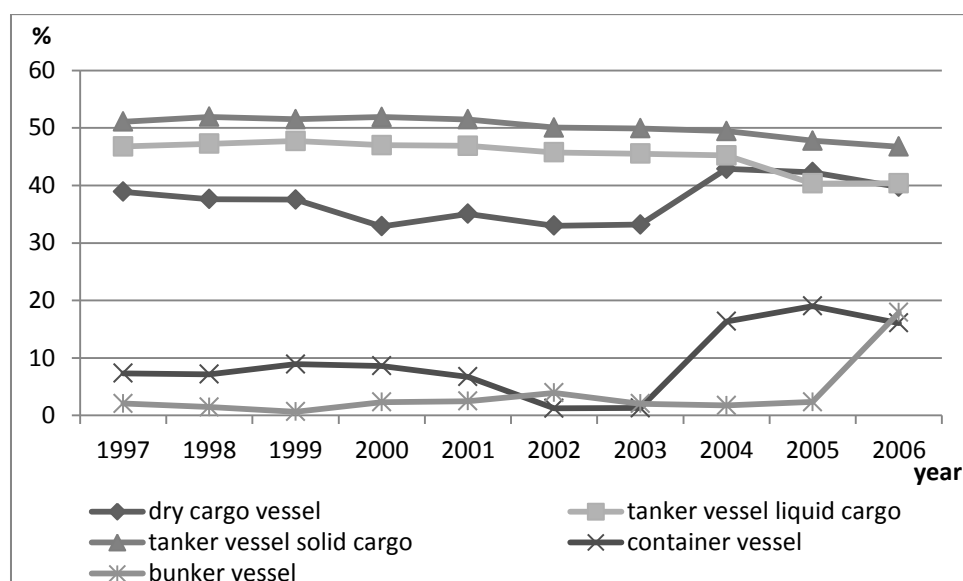 %
60
50
40
30
20
10
0
1997 1998 1999 2000 2001 2002 2003 2004 2005 2006
year
dry cargo vessel tanker vessel liquid cargo
tanker vessel solid cargo container vessel
bunker vessel